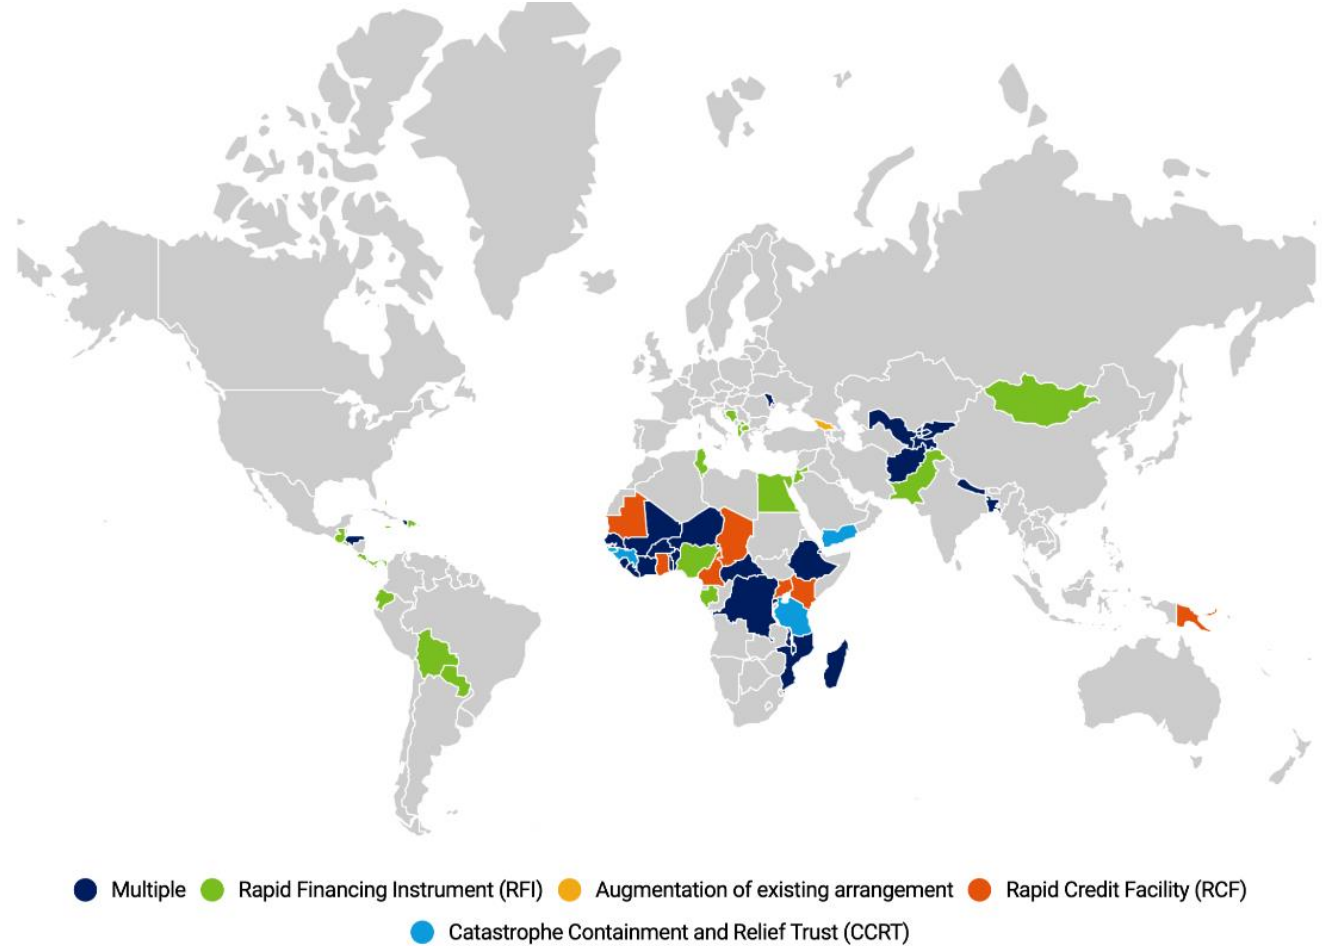 Multiple Rapid Financing Instrument (RFI) Augmentation of existing arrangement Rapid Credit Facility (RCF)
Catastrophe Containment and Relief Trust (CCRT)